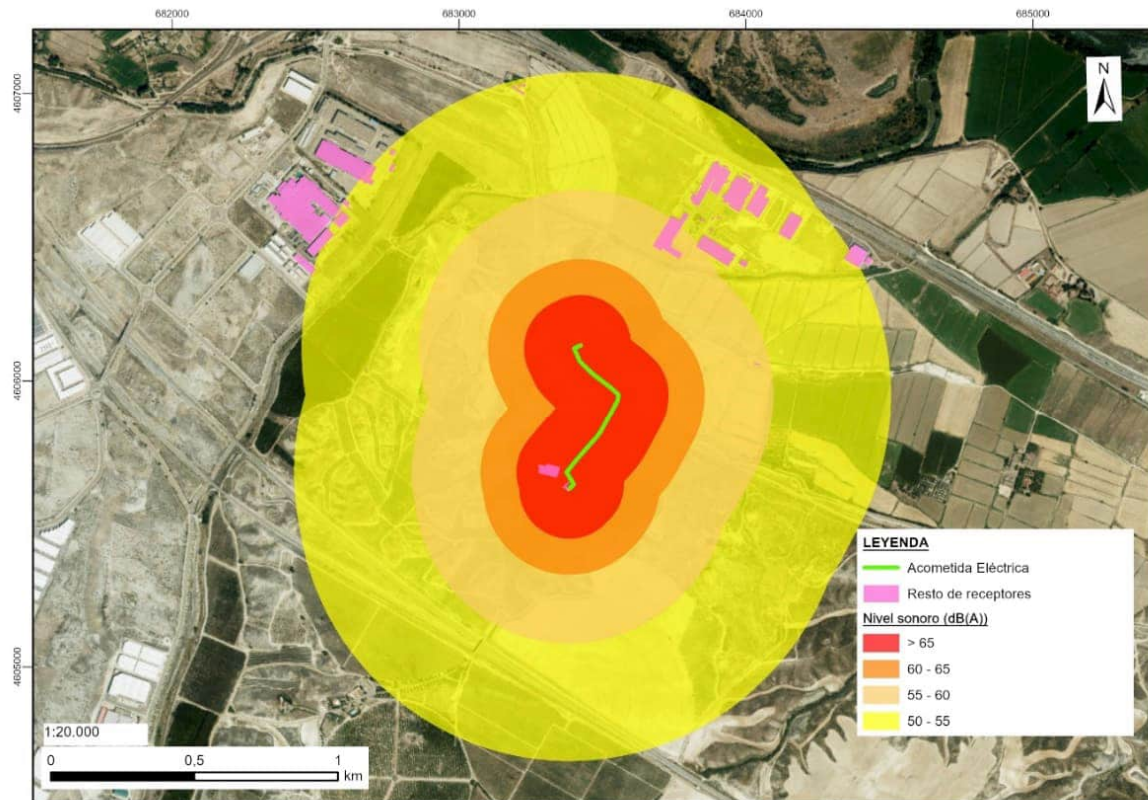 682000 683000 684000 685000
4607000
4606000
4605000
N
LEYENDA
Acometida Eléctrica
Resto de receptores
Nivel sonoro (dB(A))
> 65
60 - 65
55 - 60
50 - 55
1:20.000
0 0,5 1
km